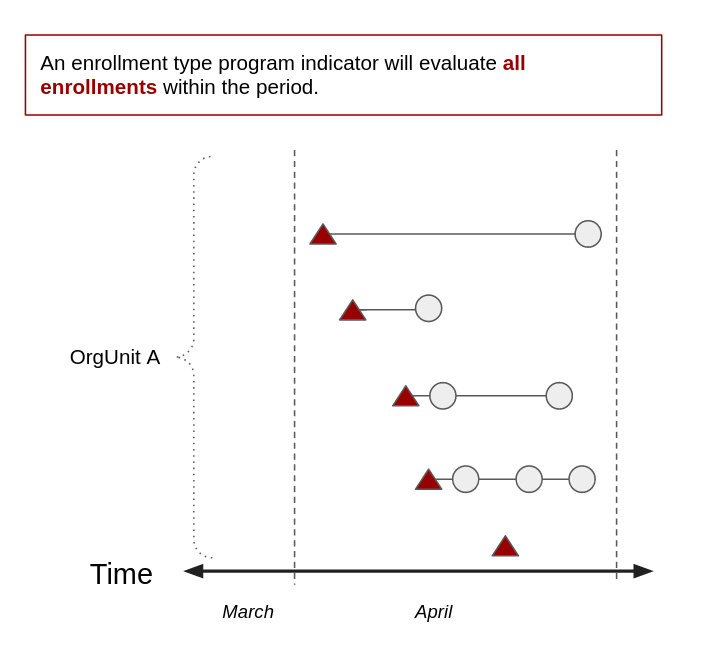 An enrollment type program indicator will evaluate all
enrollments within the period.
OrgUnit A
Time
March
April